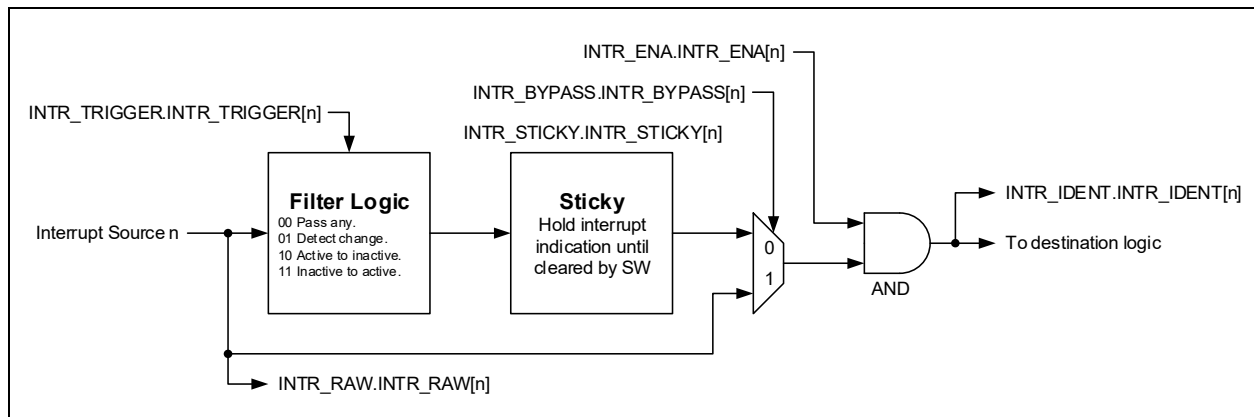 INTR_ENA.INTR_ENA[n]
INTR_BYPASS.INTR_BYPASS[n]
INTR_TRIGGER.INTR_TRIGGER[n]
INTR_STICKY.INTR_STICKY[n]
Filter Logic
00 Pass any.
01 Detect change.
10 Active to inactive.
11 Inactive to active.
Sticky
Hold interrupt
indication until
cleared by SW
Interrupt Source n
0
1
AND
INTR_IDENT.INTR_IDENT[n]
To destination logic
INTR_RAW.INTR_RAW[n]